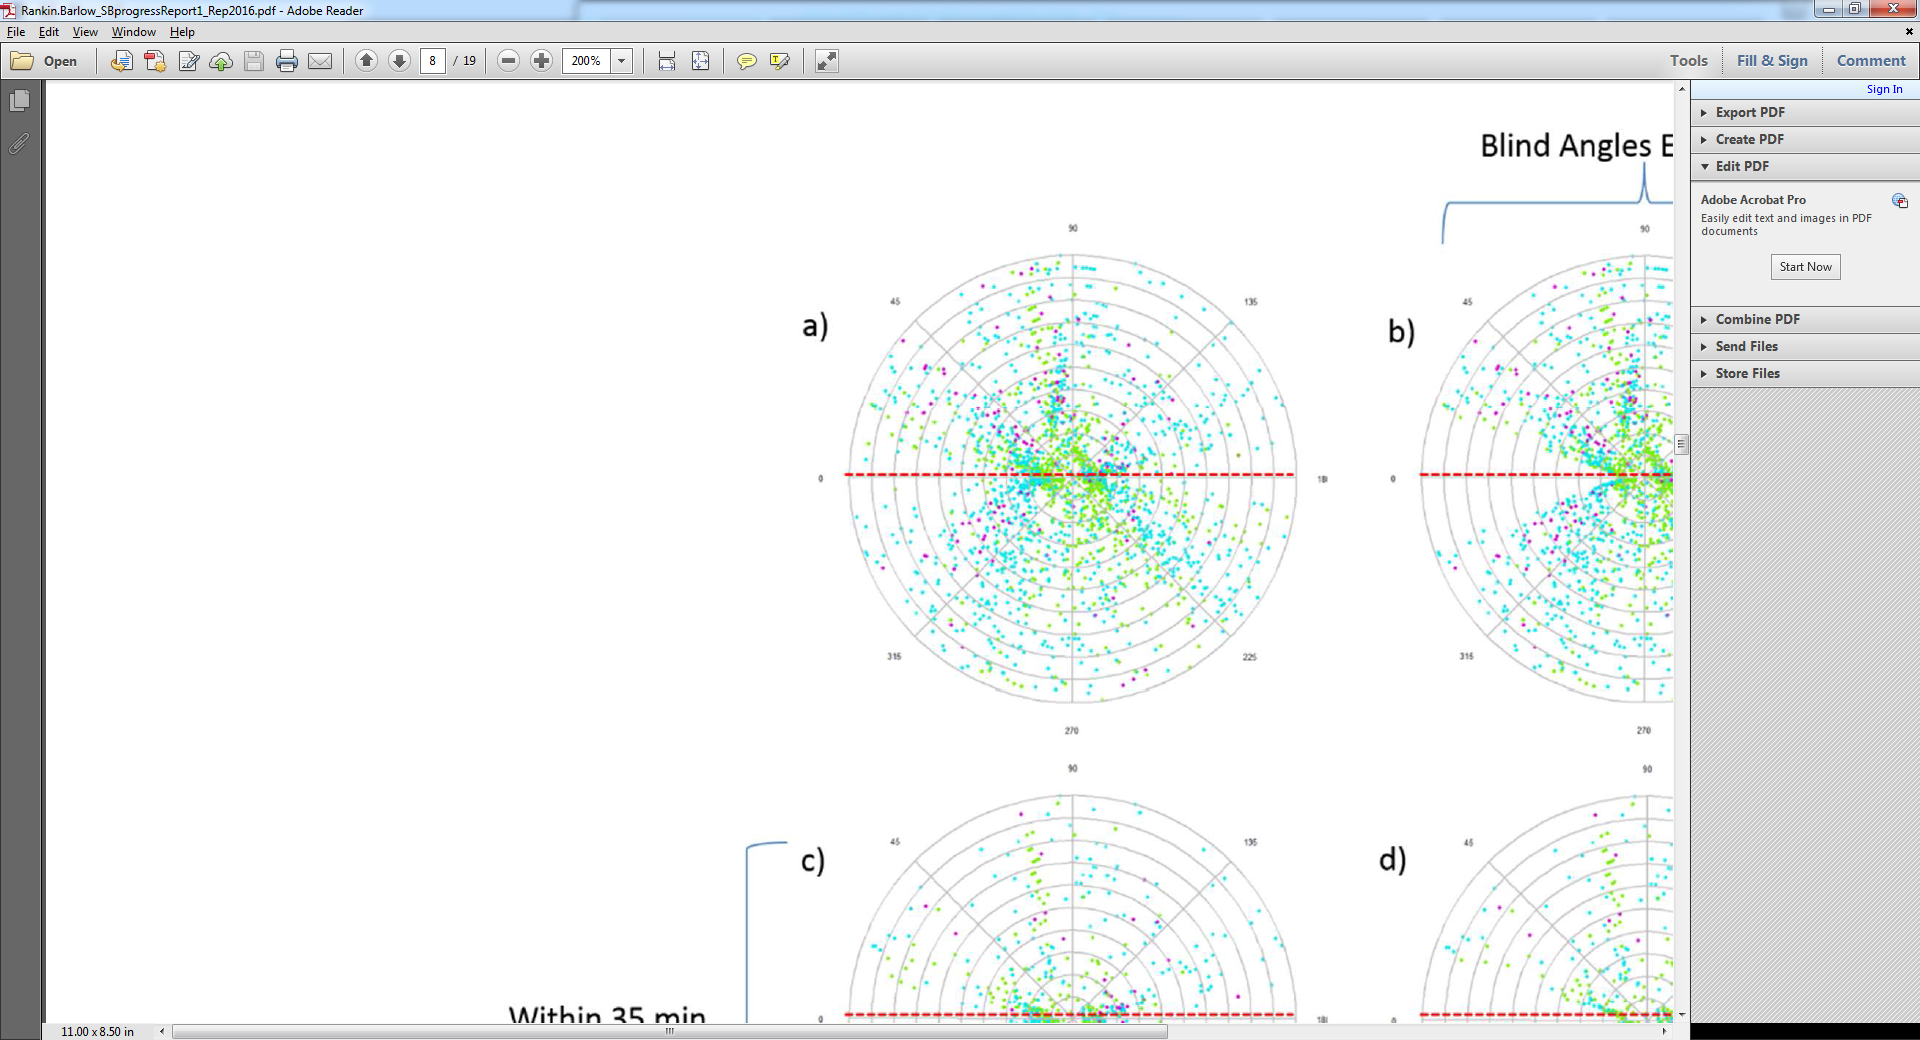 Rankin.Barlow_SBprogressReport1_Rep2016.pdf - Adobe Reader
File Edit View Window Help
Open 8 / 19 200% Tools Fill & Sign Comment
Sign In
Export PDF
Create PDF
Edit PDF
Adobe Acrobat Pro
Easily edit text and images in PDF
documents
Start Now
Combine PDF
Send Files
Store Files
Blind Angles E
a)
90
45
135
0
18
315
225
270
b)
90
45
0
315
270
c)
90
45
135
0
18
d)
90
45
0
Within 35 min
11.00 x 8.50 in